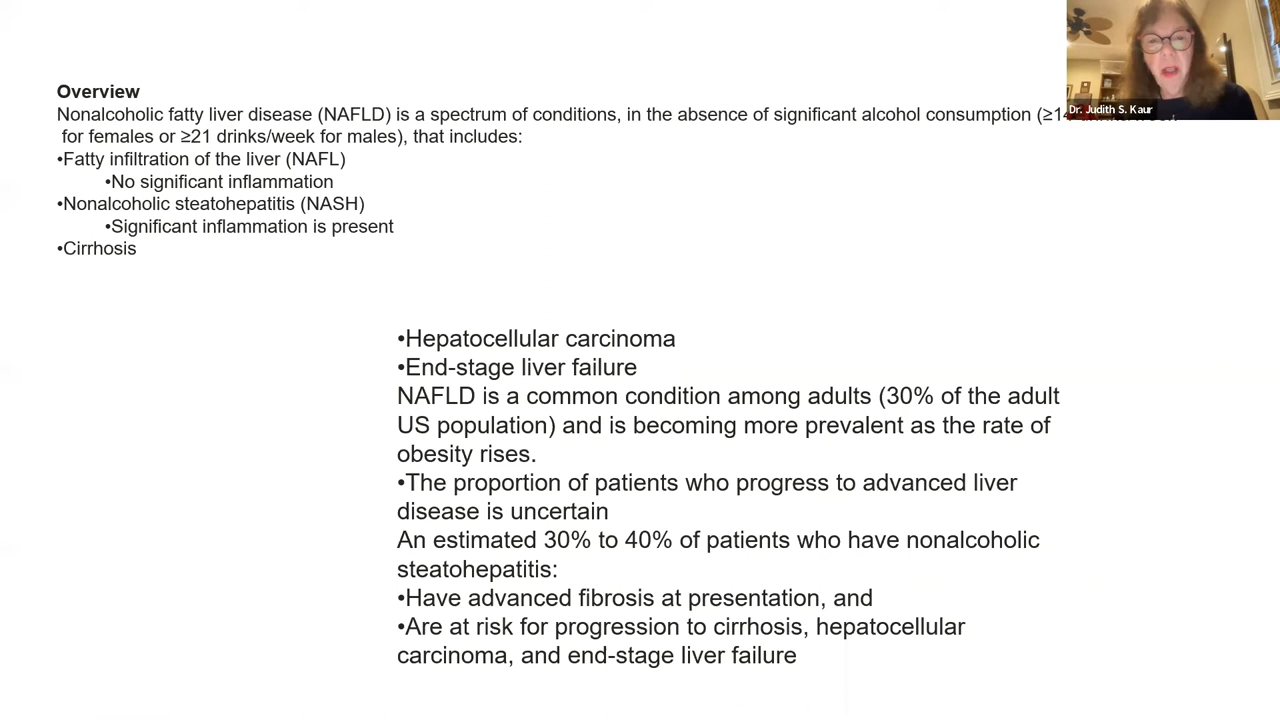 Overview
Nonalcoholic fatty liver disease (NAFLD) is a spectrum of conditions, in the absence of significant alcohol consumption (≥14
for females or ≥21 drinks/week for males), that includes:
•Fatty infiltration of the liver (NAFL)
•No significant inflammation
•Nonalcoholic steatohepatitis (NASH)
•Significant inflammation is present
•Cirrhosis
•Hepatocellular carcinoma
•End-stage liver failure
NAFLD is a common condition among adults (30% of the adult
US population) and is becoming more prevalent as the rate of
obesity rises.
•The proportion of patients who progress to advanced liver
disease is uncertain
An estimated 30% to 40% of patients who have nonalcoholic
steatohepatitis:
•Have advanced fibrosis at presentation, and
•Are at risk for progression to cirrhosis, hepatocellular
carcinoma, and end-stage liver failure
Dr. Judith S. Kaur